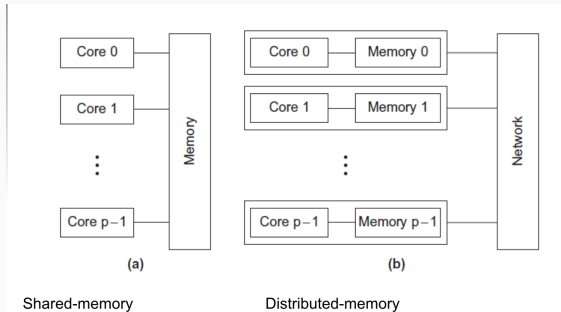 Core 0
Core 1
Core p−1
Memory
(a)
Core 0
Memory 0
Core 1
Memory 1
Core p−1
Memory p−1
Network
(b)
Shared-memory
Distributed-memory